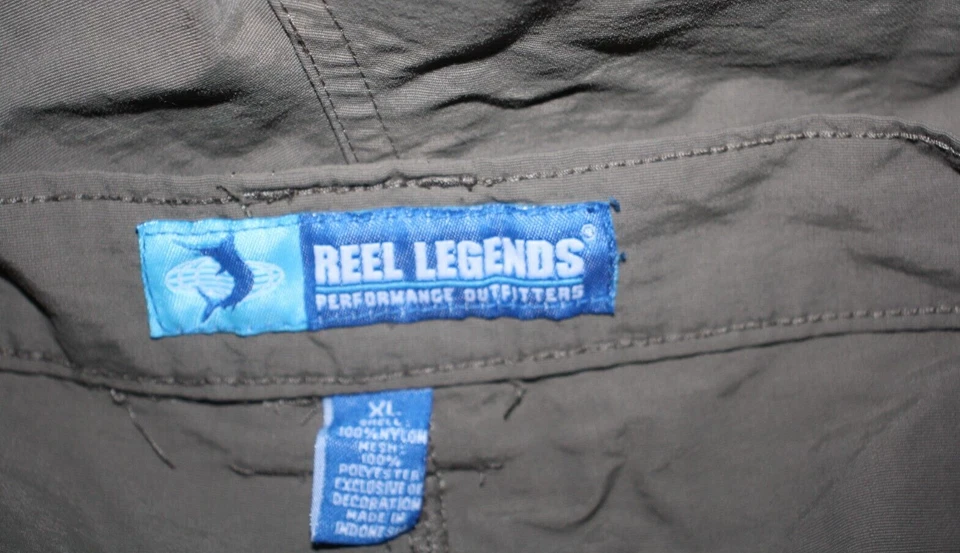 REEL LEGENDS®
PERFORMANCE OUTFITTERS
XL
SHELL:
100% NYLON
MESH:
100%
POLYESTER
EXCLUSIVE OF
DECORATION
MADE IN
INDONESIA